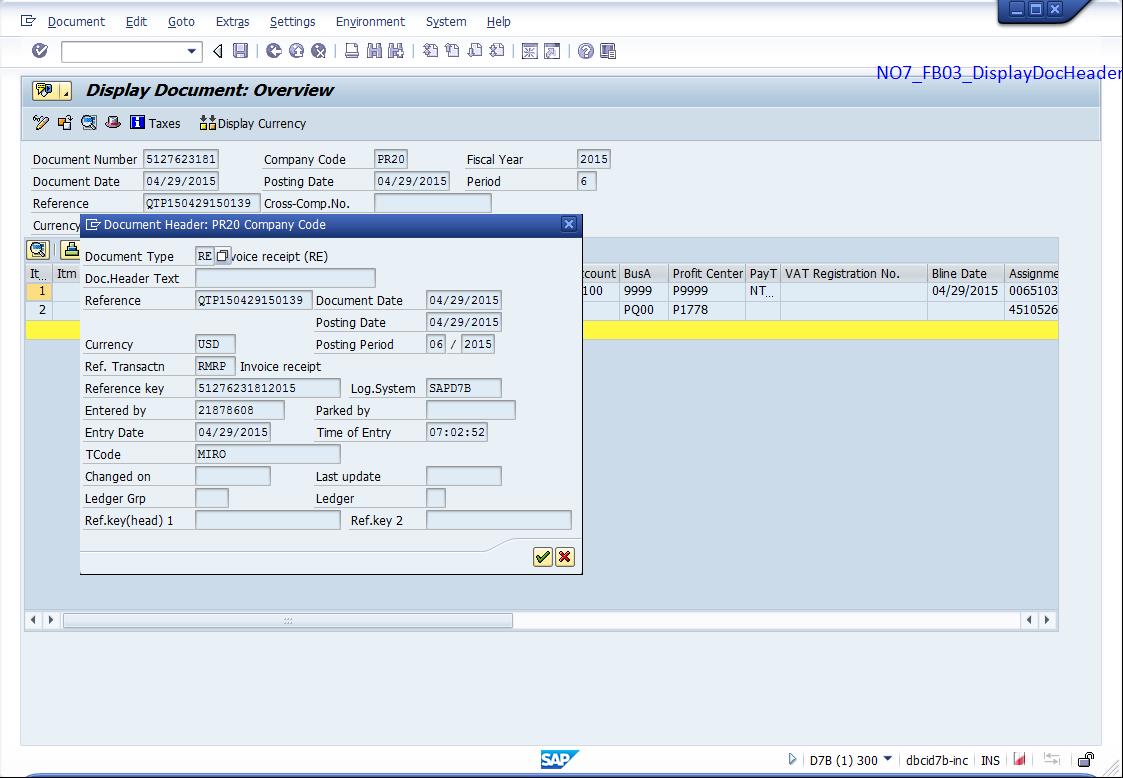 Document Edit Goto Extras Settings Environment System Help
NO7_FB03_DisplayDocHeader
Display Document: Overview
Taxes Display Currency
Document Number 5127623181 Company Code PR20 Fiscal Year 2015
Document Date 04/29/2015 Posting Date 04/29/2015 Period 6
Reference QTP150429150139 Cross-Comp.No.
Currency
Document Header: PR20 Company Code
It... Itm count BusA Profit Center PayT VAT Registration No. Bline Date Assignme
1 100 9999 P9999 NT... 04/29/2015 0065103
2 PQ00 P1778 4510526
Document Type RE voice receipt (RE)
Doc.Header Text
Reference QTP150429150139 Document Date 04/29/2015
Posting Date 04/29/2015
Currency USD Posting Period 06 / 2015
Ref. Transactn RMRP Invoice receipt
Reference key 51276231812015 Log.System SAPD7B
Entered by 21878608 Parked by
Entry Date 04/29/2015 Time of Entry 07:02:52
TCode MIRO
Changed on Last update
Ledger Grp Ledger
Ref.key(head) 1 Ref.key 2
SAP D7B (1) 300 dbcid7b-inc INS